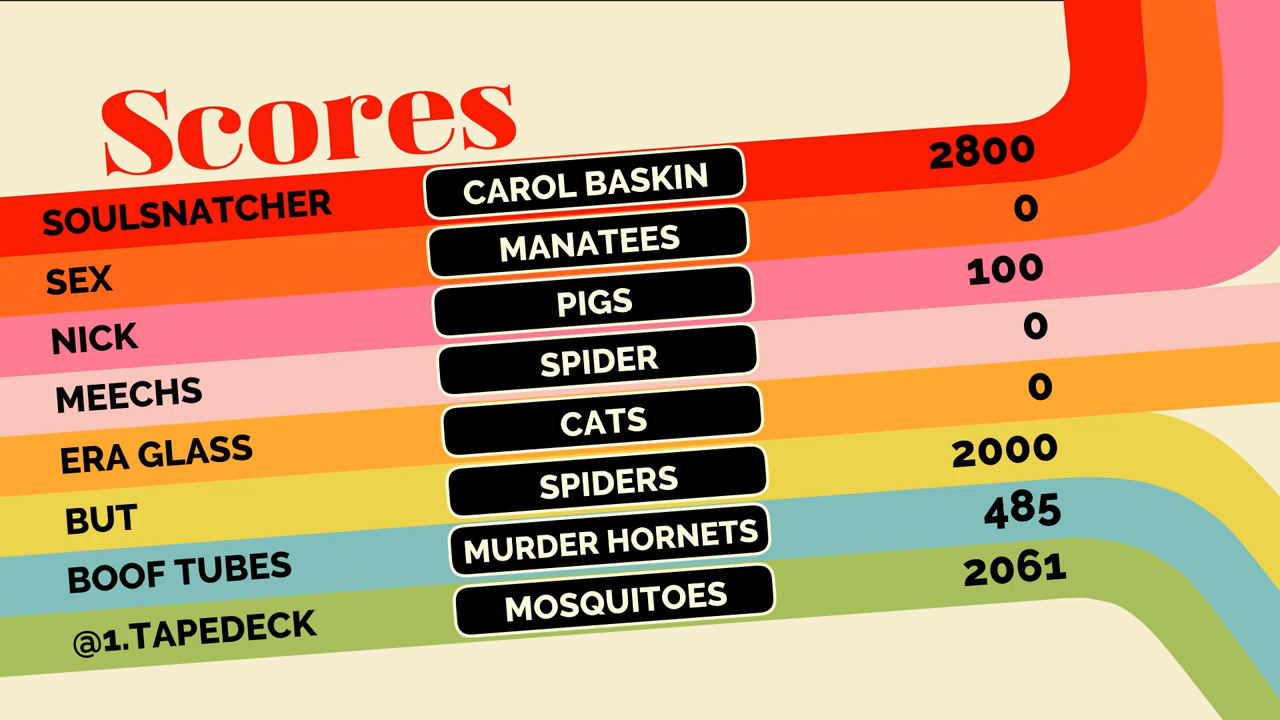 Scores
SOULSNATCHER CAROL BASKIN 2800
SEX MANATEES 0
NICK PIGS 100
MEECHS SPIDER 0
ERA GLASS CATS 0
BUT SPIDERS 2000
BOOF TUBES MURDER HORNETS 485
@1.TAPEDECK MOSQUITOES 2061